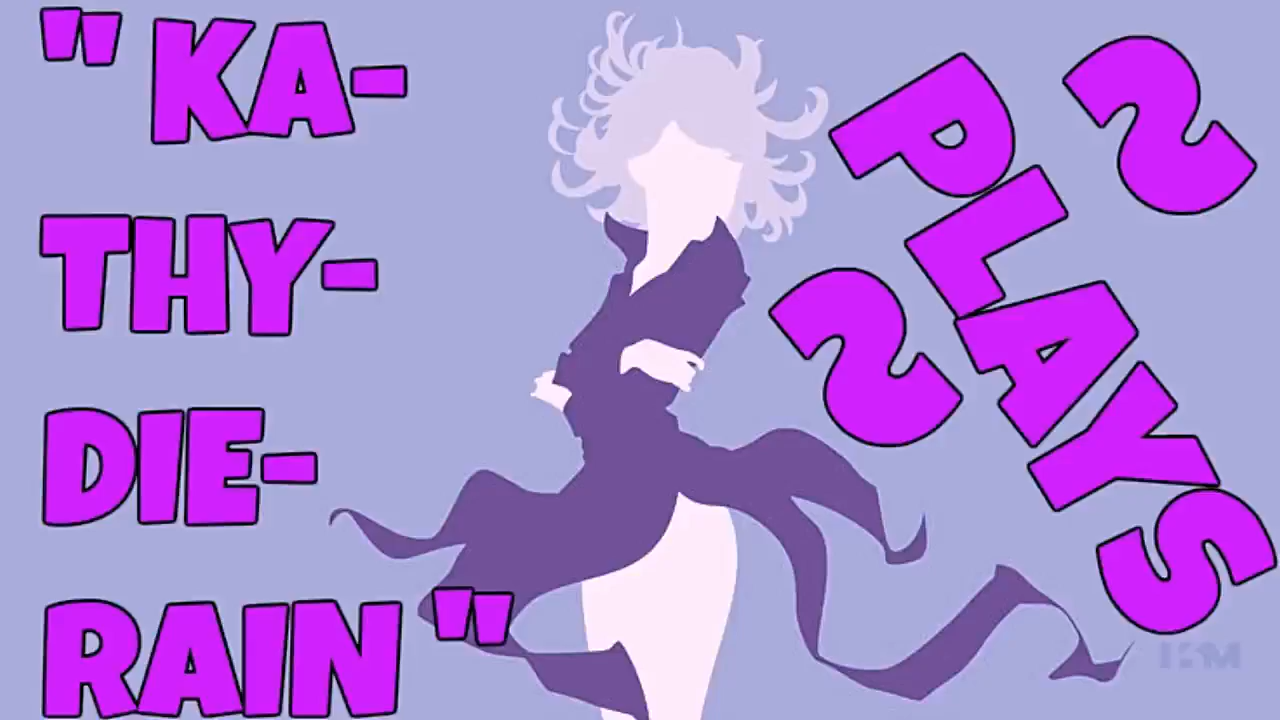 " KA-
THY-
DIE-
RAIN "
S PLAYS S